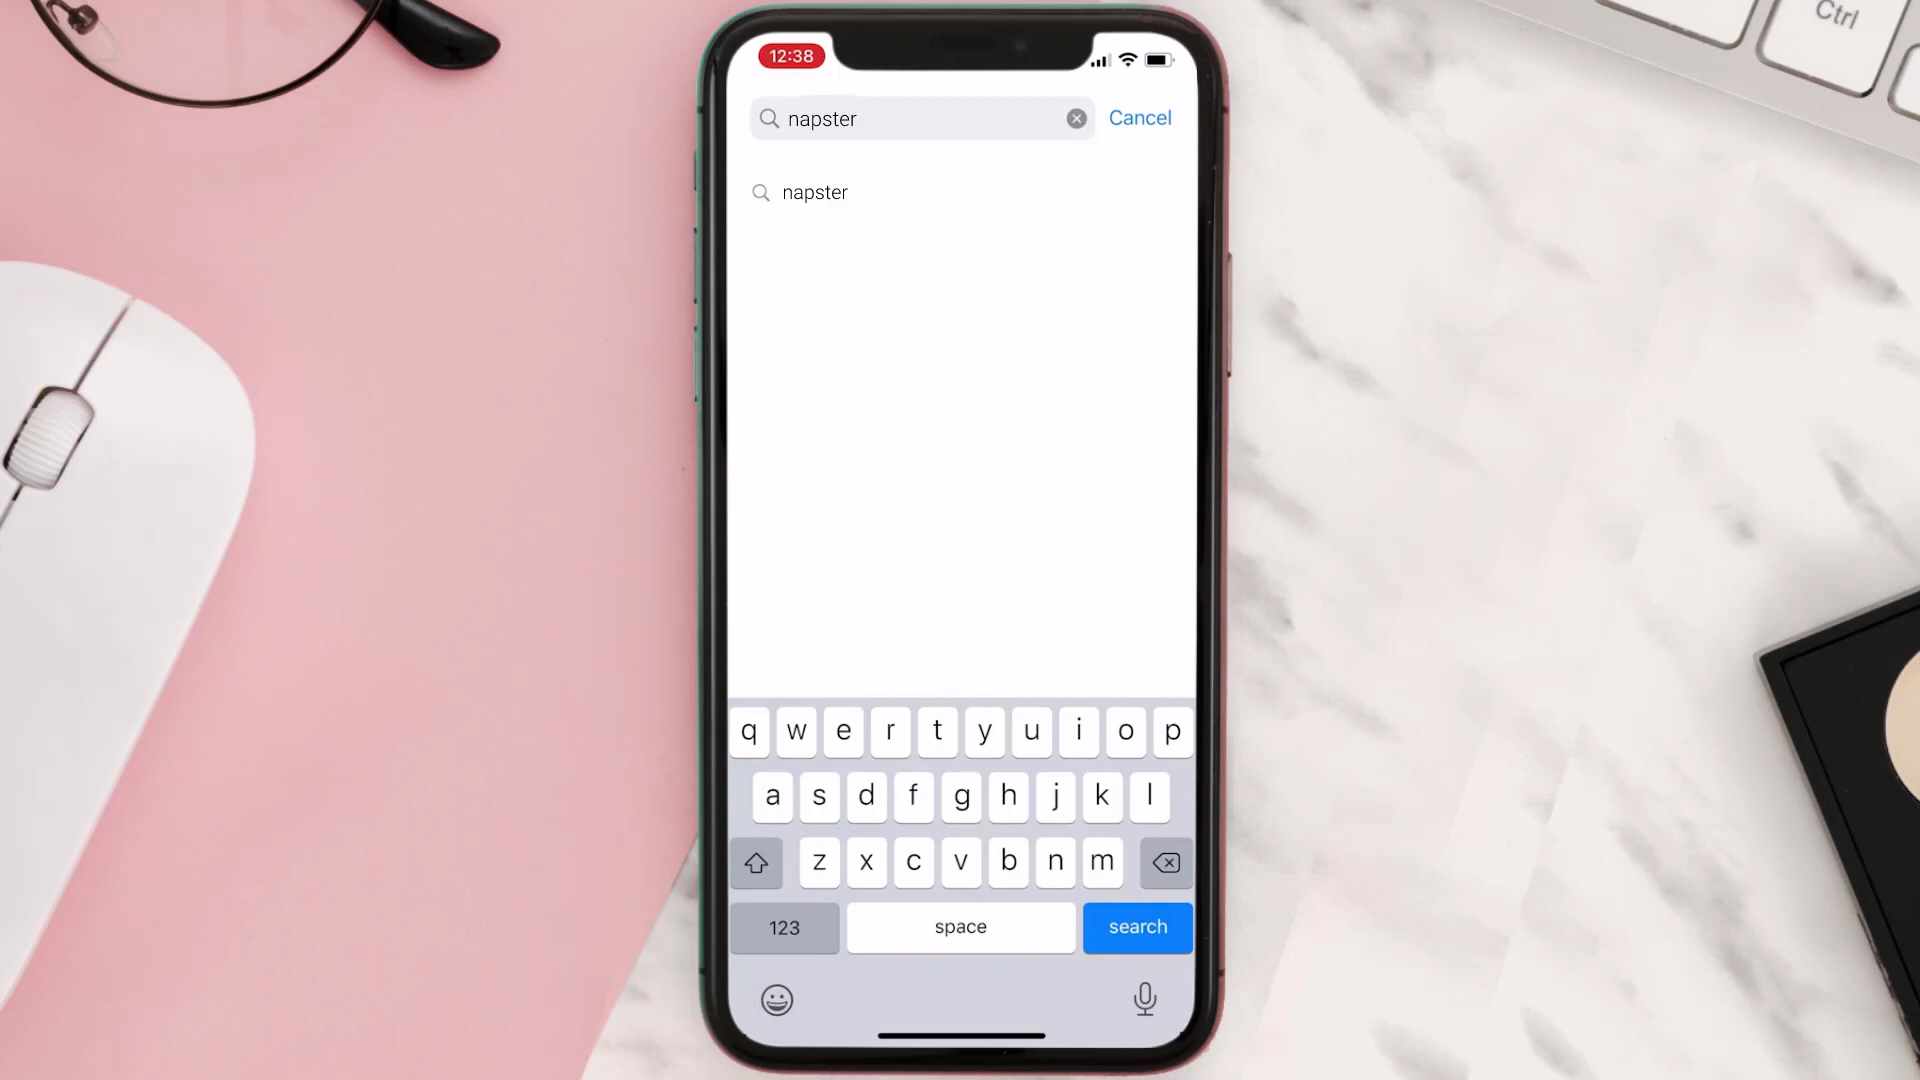 Ctrl
12:38
napster
Cancel
napster
q w e r t y u i o p
a s d f g h j k l
z x c v b n m
123
space
search